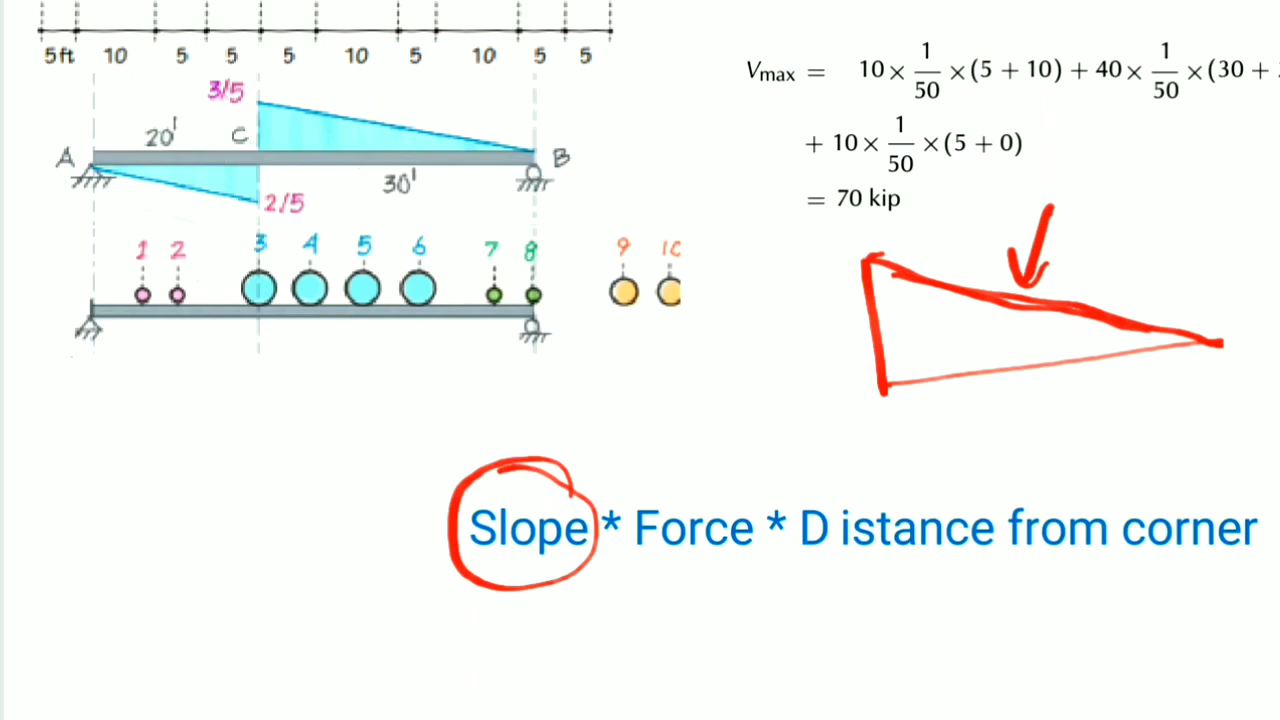 5 ft 10 5 5 5 10 5 10 5 5
3/5
20' C
A B
30'
2/5
1 2 3 4 5 6 7 8 9 10
Vmax = 10 × 1/50 × (5 + 10) + 40 × 1/50 × (30 +
+ 10 × 1/50 × (5 + 0)
= 70 kip
Slope * Force * D istance from corner